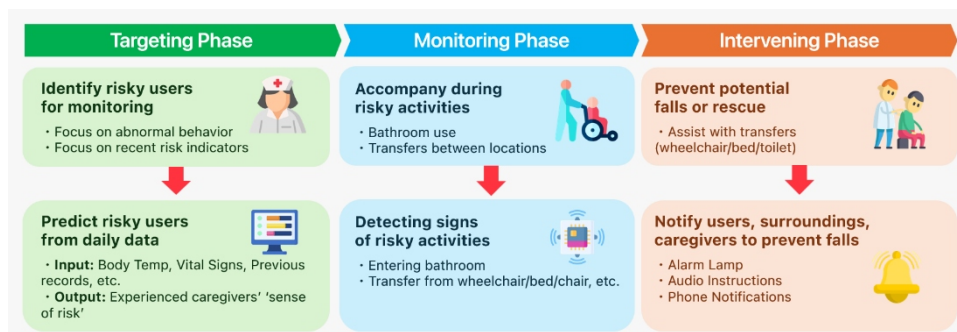 Targeting Phase
Monitoring Phase
Intervening Phase
Identify risky users
for monitoring
・Focus on abnormal behavior
・Focus on recent risk indicators
Accompany during
risky activities
・Bathroom use
・Transfers between locations
Prevent potential
falls or rescue
・Assist with transfers
(wheelchair/bed/toilet)
Predict risky users
from daily data
・Input: Body Temp, Vital Signs, Previous
records, etc.
・Output: Experienced caregivers' 'sense
of risk'
Detecting signs
of risky activities
・Entering bathroom
・Transfer from wheelchair/bed/chair, etc.
Notify users, surroundings,
caregivers to prevent falls
・Alarm Lamp
・Audio Instructions
・Phone Notifications